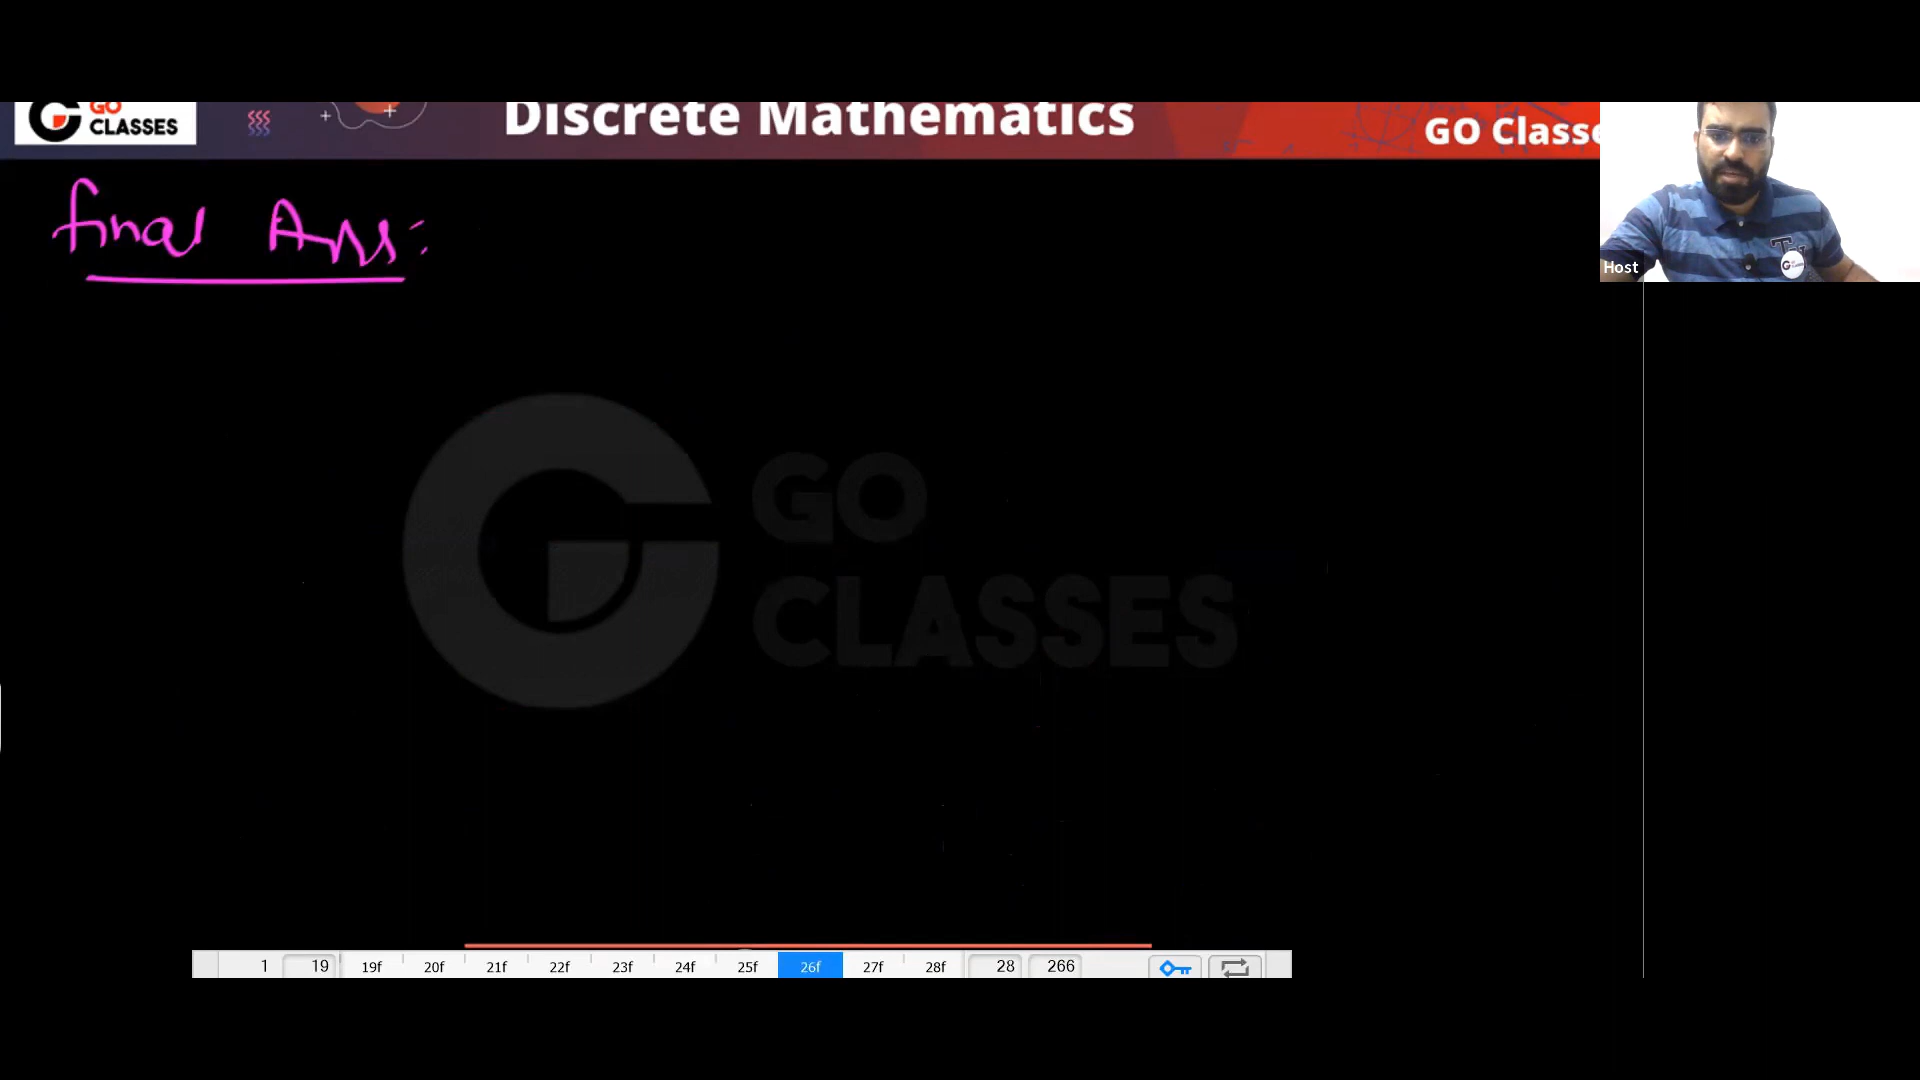 GO
CLASSES
Discrete Mathematics
GO Classe
final Ans:
Host
GO
CLASSES
1 19 19f 20f 21f 22f 23f 24f 25f 26f 27f 28f 28 266